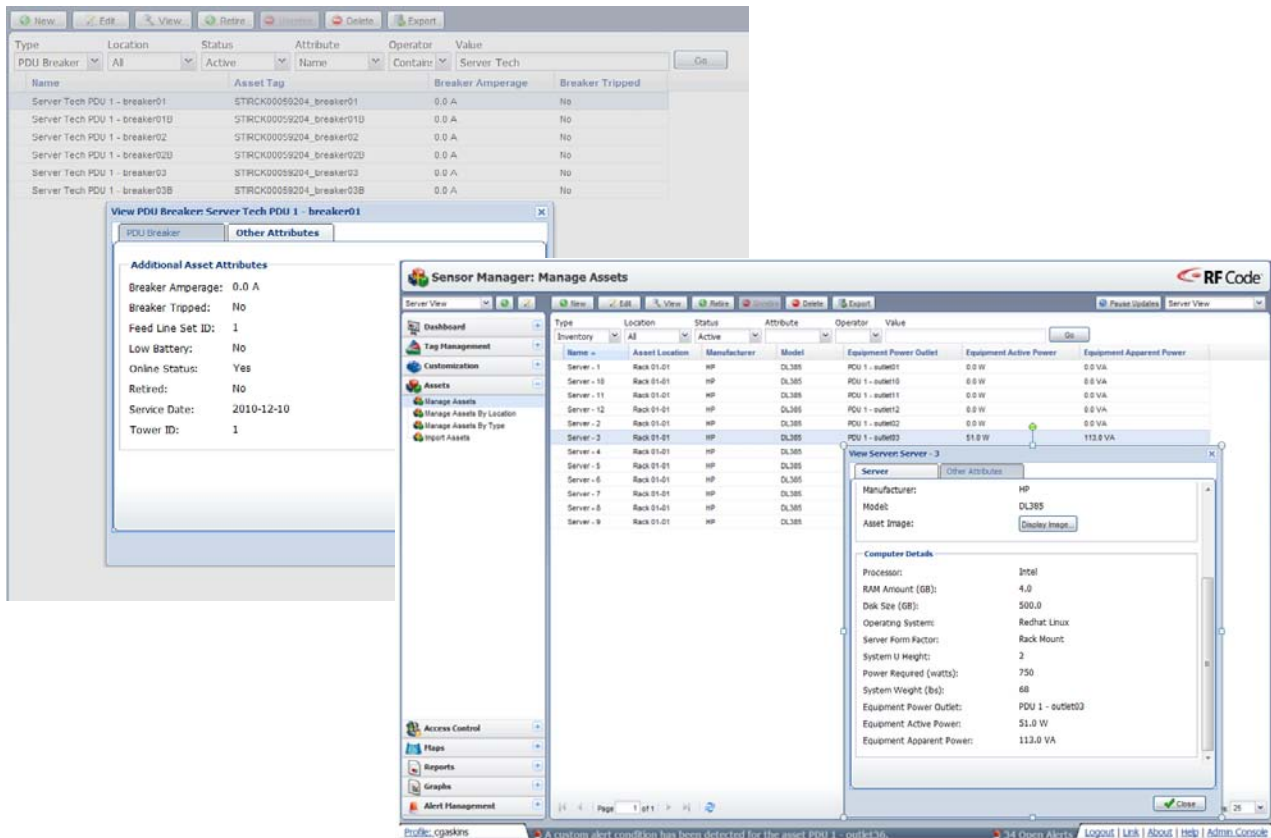 New Edit View Retire Unretire Delete Export
Type Location Status Attribute Operator Value
PDU Breaker All Active Name Contains Server Tech Go
Name Asset Tag Breaker Amperage Breaker Tripped
Server Tech PDU 1 - breaker01 STIRCK00059204_breaker01 0.0 A No
Server Tech PDU 1 - breaker01B STIRCK00059204_breaker01B 0.0 A No
Server Tech PDU 1 - breaker02 STIRCK00059204_breaker02 0.0 A No
Server Tech PDU 1 - breaker02B STIRCK00059204_breaker02B 0.0 A No
Server Tech PDU 1 - breaker03 STIRCK00059204_breaker03 0.0 A No
Server Tech PDU 1 - breaker03B STIRCK00059204_breaker03B 0.0 A No
View PDU Breaker: Server Tech PDU 1 - breaker01
PDU Breaker Other Attributes
Additional Asset Attributes
Breaker Amperage: 0.0 A
Breaker Tripped: No
Feed Line Set ID: 1
Low Battery: No
Online Status: Yes
Retired: No
Service Date: 2010-12-10
Tower ID: 1
Sensor Manager: Manage Assets
RF Code
Server View New Edit View Retire Delete Export Pause Updates Server View
Dashboard
Tag Management
Customization
Assets
Manage Assets
Manage Assets By Location
Manage Assets By Type
Import Assets
Access Control
Maps
Reports
Graphs
Alert Management
Type Location Status Attribute Operator Value
Inventory All Active Go
Name Asset Location Manufacturer Model Equipment Power Outlet Equipment Active Power Equipment Apparent Power
Server - 1 Rack 01-01 HP DL385 PDU 1 - outlet01 0.0 W 0.0 VA
Server - 10 Rack 01-01 HP DL385 PDU 1 - outlet10 0.0 W 0.0 VA
Server - 11 Rack 01-01 HP DL385 PDU 1 - outlet11 0.0 W 0.0 VA
Server - 12 Rack 01-01 HP DL385 PDU 1 - outlet12 0.0 W 0.0 VA
Server - 2 Rack 01-01 HP DL385 PDU 1 - outlet02 0.0 W 0.0 VA
Server - 3 Rack 01-01 HP DL385 PDU 1 - outlet03 51.0 W 113.0 VA
Server - 4 Rack 01-01 HP DL385
Server - 5 Rack 01-01 HP DL385
Server - 6 Rack 01-01 HP DL385
Server - 7 Rack 01-01 HP DL385
Server - 8 Rack 01-01 HP DL385
Server - 9 Rack 01-01 HP DL385
View Server: Server - 3
Server Other Attributes
Manufacturer: HP
Model: DL385
Asset Image: Display Image...
Computer Details
Processor: Intel
RAM Amount (GB): 4.0
Disk Size (GB): 500.0
Operating System: Redhat Linux
Server Form Factor: Rack Mount
System U Height: 2
Power Required (watts): 750
System Weight (lbs): 68
Equipment Power Outlet: PDU 1 - outlet03
Equipment Active Power: 51.0 W
Equipment Apparent Power: 113.0 VA
Close
Page 1 of 1 25
Profile: cgaskins A custom alert condition has been detected for the asset PDU 1 - outlet36. 34 Open Alerts Logout | Link | About | Help | Admin Console